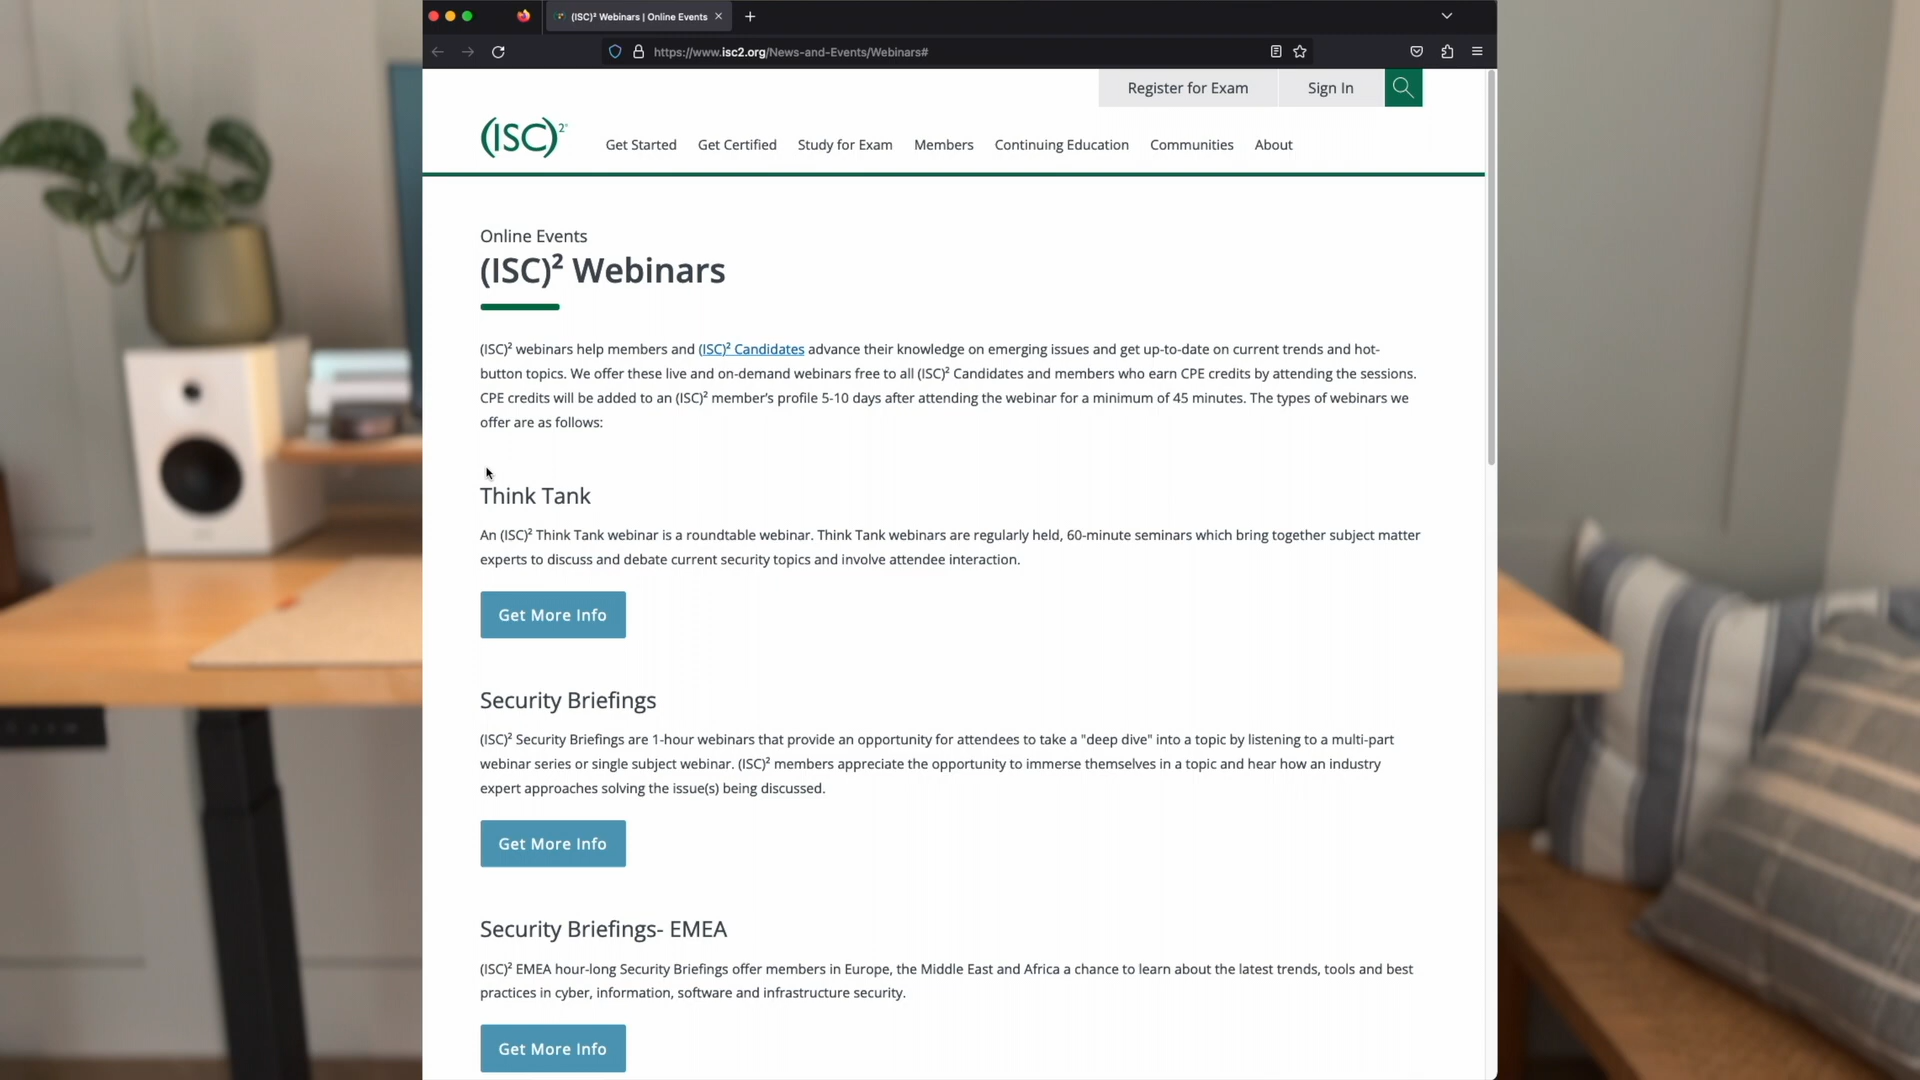 (ISC)² Webinars | Online Events
https://www.isc2.org/News-and-Events/Webinars#
Register for Exam
Sign In
(ISC)²
Get Started
Get Certified
Study for Exam
Members
Continuing Education
Communities
About
Online Events
(ISC)² Webinars
(ISC)² webinars help members and (ISC)² Candidates advance their knowledge on emerging issues and get up-to-date on current trends and hot-
button topics. We offer these live and on-demand webinars free to all (ISC)² Candidates and members who earn CPE credits by attending the sessions.
CPE credits will be added to an (ISC)² member's profile 5-10 days after attending the webinar for a minimum of 45 minutes. The types of webinars we
offer are as follows:
Think Tank
An (ISC)² Think Tank webinar is a roundtable webinar. Think Tank webinars are regularly held, 60-minute seminars which bring together subject matter
experts to discuss and debate current security topics and involve attendee interaction.
Get More Info
Security Briefings
(ISC)² Security Briefings are 1-hour webinars that provide an opportunity for attendees to take a "deep dive" into a topic by listening to a multi-part
webinar series or single subject webinar. (ISC)² members appreciate the opportunity to immerse themselves in a topic and hear how an industry
expert approaches solving the issue(s) being discussed.
Get More Info
Security Briefings- EMEA
(ISC)² EMEA hour-long Security Briefings offer members in Europe, the Middle East and Africa a chance to learn about the latest trends, tools and best
practices in cyber, information, software and infrastructure security.
Get More Info